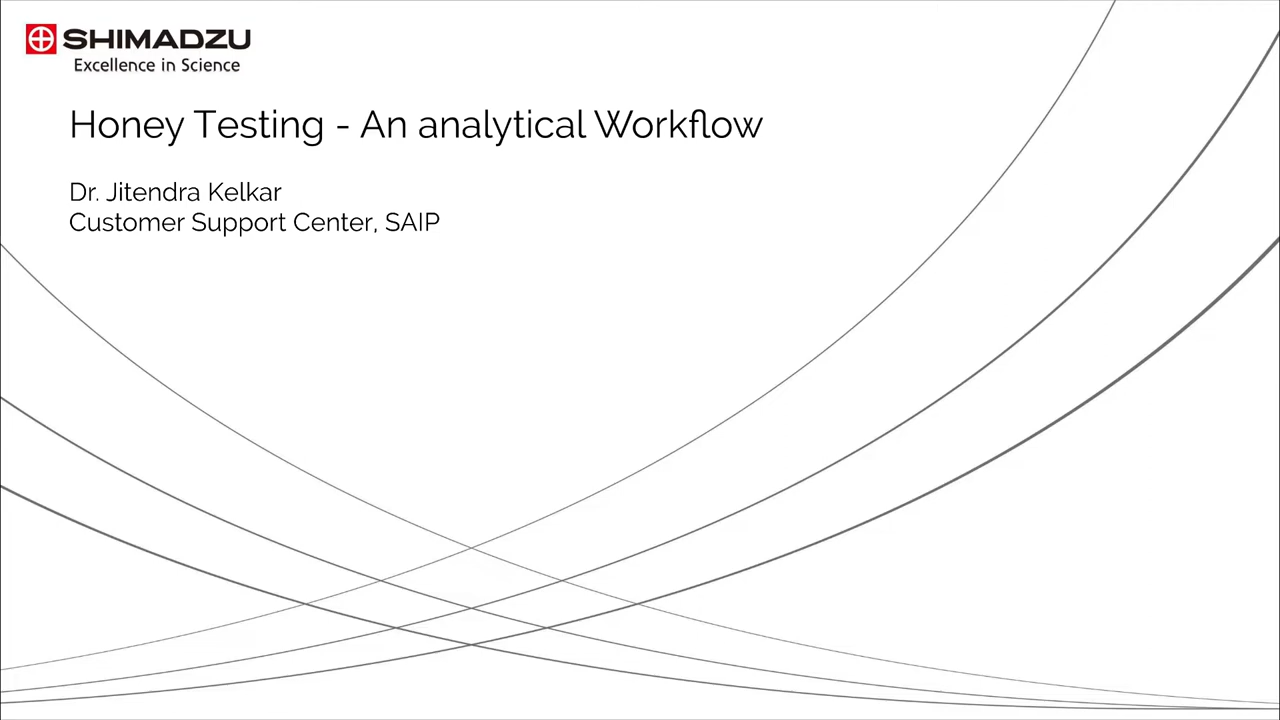 SHIMADZU
Excellence in Science
Honey Testing - An analytical Workflow
Dr. Jitendra Kelkar
Customer Support Center, SAIP